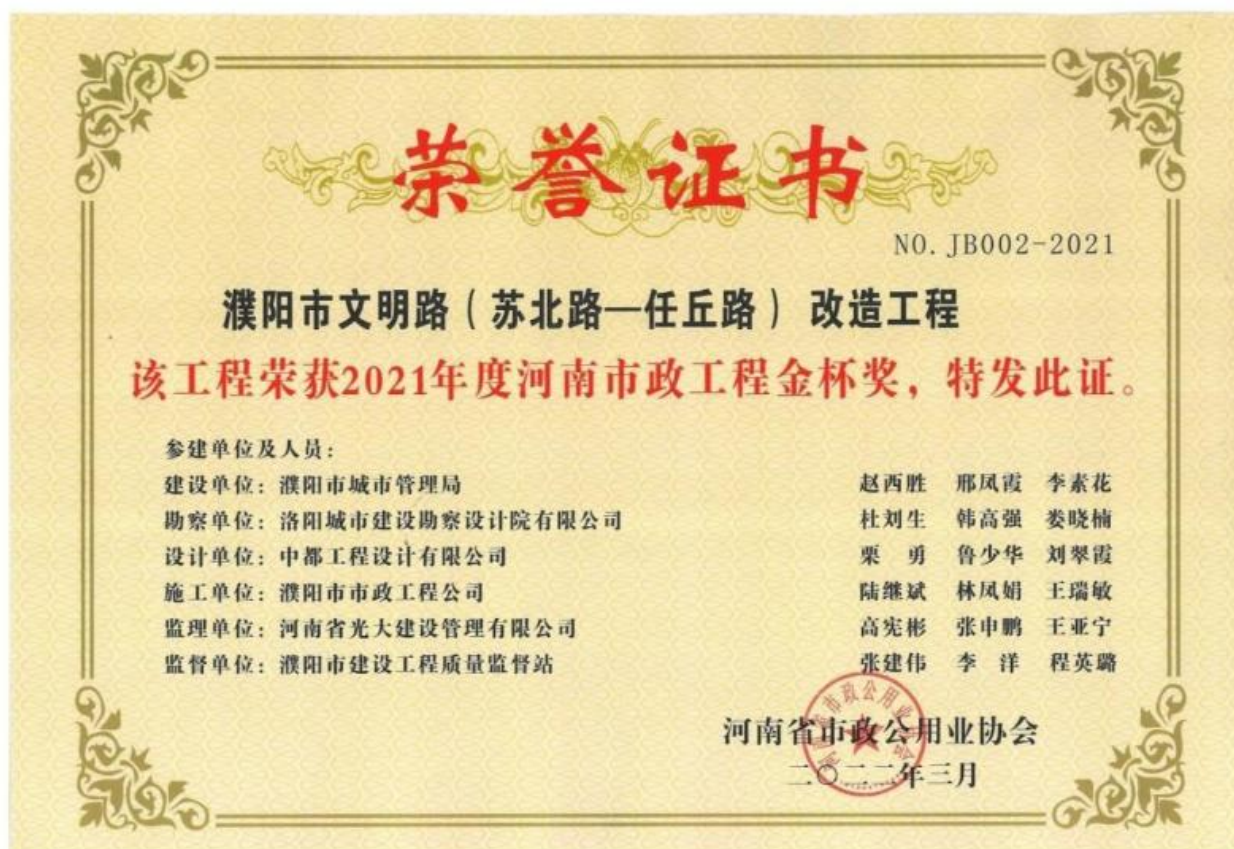 荣誉证书
NO. JB002-2021
濮阳市文明路（苏北路—任丘路）改造工程
该工程荣获2021年度河南市政工程金杯奖，特发此证。
参建单位及人员：
建设单位：濮阳市城市管理局 赵西胜 邢凤霞 李素花
勘察单位：洛阳城市建设勘察设计院有限公司 杜刘生 韩高强 娄晓楠
设计单位：中都工程设计有限公司 栗 勇 鲁少华 刘翠霞
施工单位：濮阳市市政工程公司 陆继斌 林凤娟 王瑞敏
监理单位：河南省光大建设管理有限公司 高宪彬 张申鹏 王亚宁
监督单位：濮阳市建设工程质量监督站 张建伟 李 洋 程英璐
河南省市政公用业协会
二〇二二年三月
河南省市政公用业协会